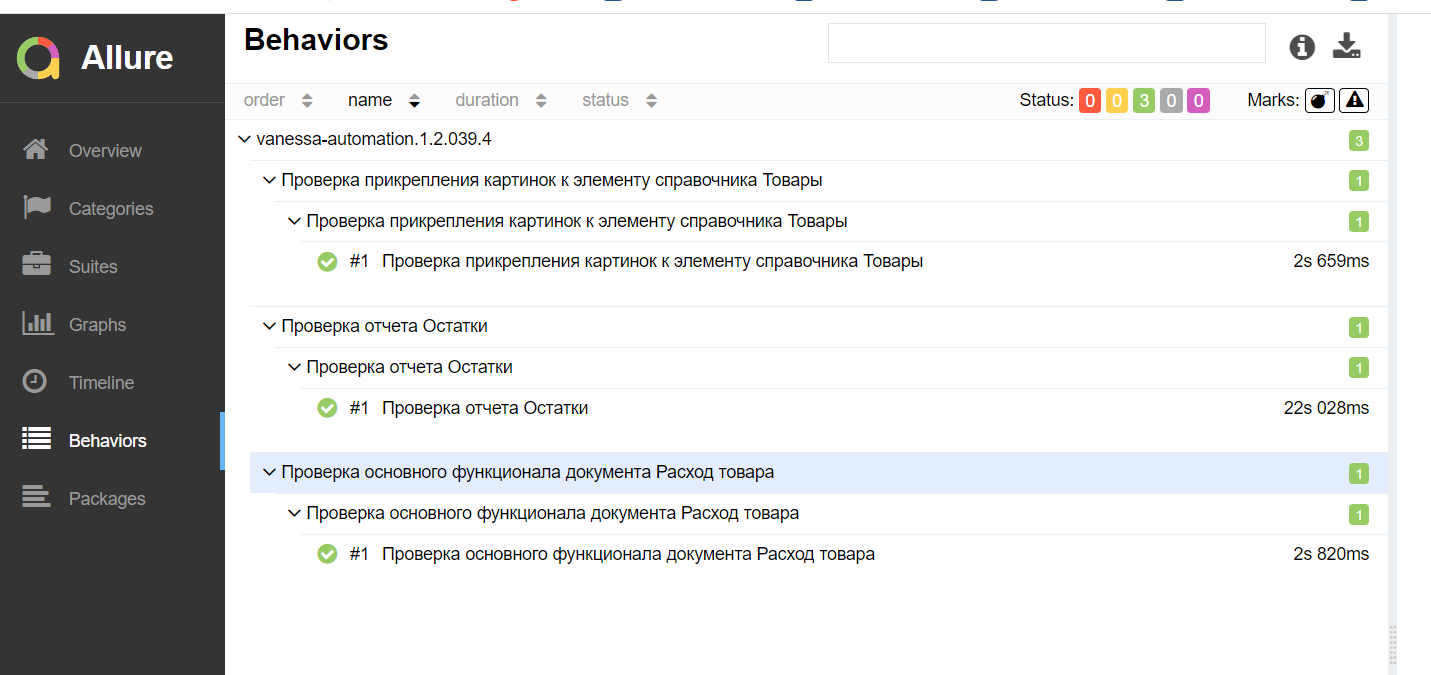 Allure
Behaviors
order name duration status Status: 0 0 3 0 0 Marks:
Overview
Categories
Suites
Graphs
Timeline
Behaviors
Packages
vanessa-automation.1.2.039.4 3
Проверка прикрепления картинок к элементу справочника Товары 1
Проверка прикрепления картинок к элементу справочника Товары 1
#1 Проверка прикрепления картинок к элементу справочника Товары 2s 659ms
Проверка отчета Остатки 1
Проверка отчета Остатки 1
#1 Проверка отчета Остатки 22s 028ms
Проверка основного функционала документа Расход товара 1
Проверка основного функционала документа Расход товара 1
#1 Проверка основного функционала документа Расход товара 2s 820ms